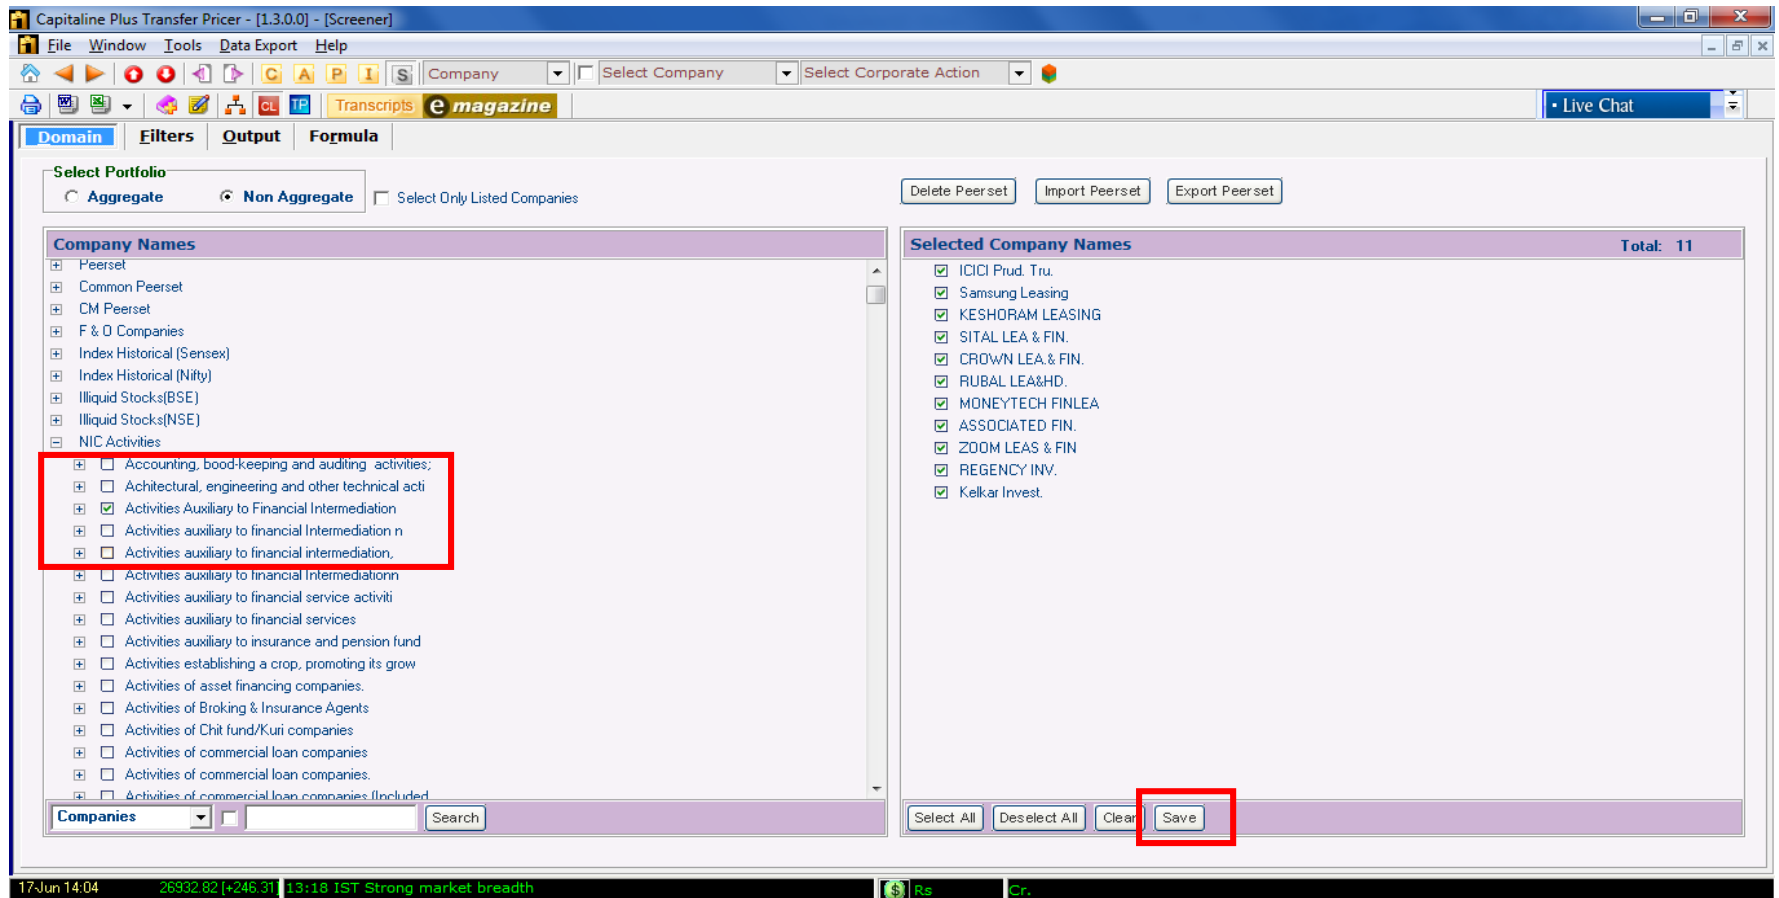 Capitaline Plus Transfer Pricer - [1.3.0.0] - [Screener]
File Window Tools Data Export Help
C A P I S Company Select Company Select Corporate Action
CL TP Transcripts e magazine • Live Chat
Domain Filters Output Formula
Select Portfolio
Aggregate Non Aggregate Select Only Listed Companies
Delete Peerset Import Peerset Export Peerset
Company Names
Peerset
Common Peerset
CM Peerset
F & O Companies
Index Historical (Sensex)
Index Historical (Nifty)
Illiquid Stocks(BSE)
Illiquid Stocks(NSE)
NIC Activities
Accounting, bood-keeping and auditing activities;
Achitectural, engineering and other technical acti
Activities Auxiliary to Financial Intermediation
Activities auxiliary to financial Intermediation n
Activities auxiliary to financial intermediation,
Activities auxiliary to financial Intermediationn
Activities auxiliary to financial service activiti
Activities auxiliary to financial services
Activities auxiliary to insurance and pension fund
Activities establishing a crop, promoting its grow
Activities of asset financing companies.
Activities of Broking & Insurance Agents
Activities of Chit fund/Kuri companies
Activities of commercial loan companies
Activities of commercial loan companies.
Activities of commercial loan companies (Included
Companies Search
Selected Company Names Total: 11
ICICI Prud. Tru.
Samsung Leasing
KESHORAM LEASING
SITAL LEA & FIN.
CROWN LEA.& FIN.
RUBAL LEA&HD.
MONEYTECH FINLEA
ASSOCIATED FIN.
ZOOM LEAS & FIN
REGENCY INV.
Kelkar Invest.
Select All Deselect All Clear Save
17-Jun 14:04 26932.82 [+246.31] 13:18 IST Strong market breadth $ Rs Cr.